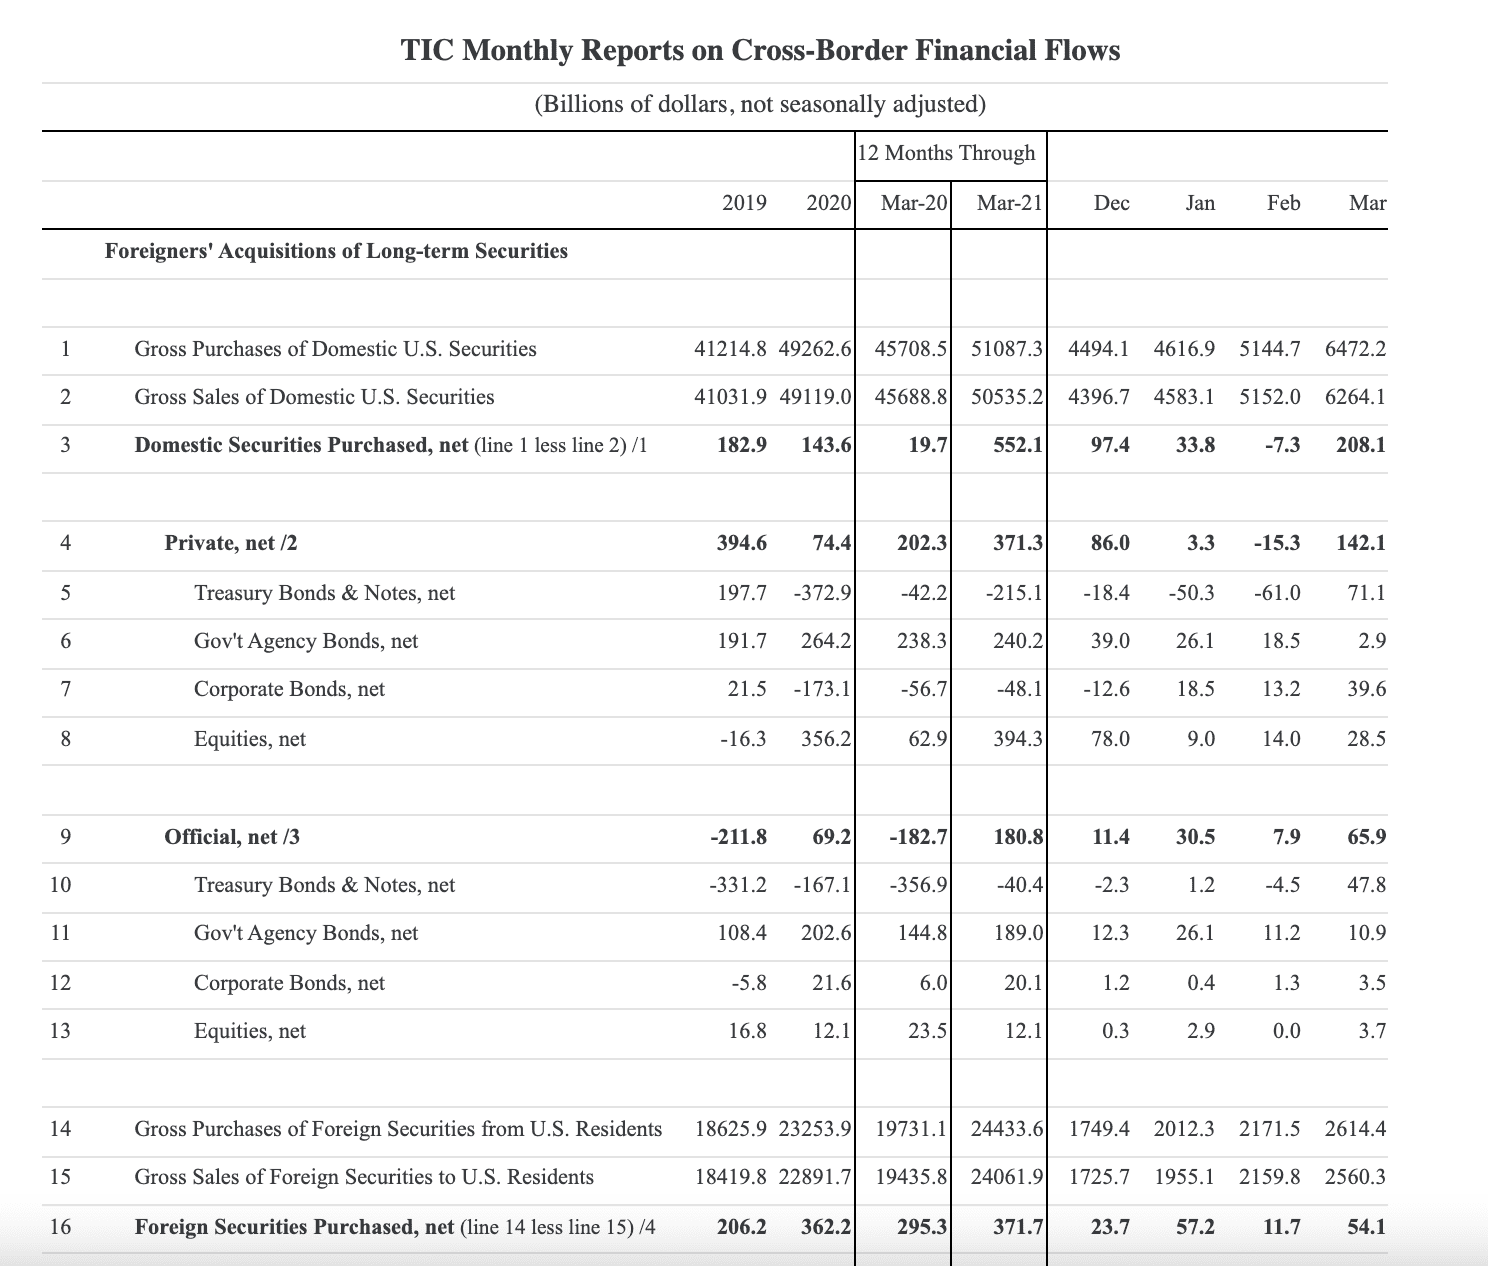 TIC Monthly Reports on Cross-Border Financial Flows
(Billions of dollars, not seasonally adjusted)
12 Months Through
2019 2020 Mar-20 Mar-21 Dec Jan Feb Mar
Foreigners' Acquisitions of Long-term Securities
1 Gross Purchases of Domestic U.S. Securities 41214.8 49262.6 45708.5 51087.3 4494.1 4616.9 5144.7 6472.2
2 Gross Sales of Domestic U.S. Securities 41031.9 49119.0 45688.8 50535.2 4396.7 4583.1 5152.0 6264.1
3 Domestic Securities Purchased, net (line 1 less line 2) /1 182.9 143.6 19.7 552.1 97.4 33.8 -7.3 208.1
4 Private, net /2 394.6 74.4 202.3 371.3 86.0 3.3 -15.3 142.1
5 Treasury Bonds & Notes, net 197.7 -372.9 -42.2 -215.1 -18.4 -50.3 -61.0 71.1
6 Gov't Agency Bonds, net 191.7 264.2 238.3 240.2 39.0 26.1 18.5 2.9
7 Corporate Bonds, net 21.5 -173.1 -56.7 -48.1 -12.6 18.5 13.2 39.6
8 Equities, net -16.3 356.2 62.9 394.3 78.0 9.0 14.0 28.5
9 Official, net /3 -211.8 69.2 -182.7 180.8 11.4 30.5 7.9 65.9
10 Treasury Bonds & Notes, net -331.2 -167.1 -356.9 -40.4 -2.3 1.2 -4.5 47.8
11 Gov't Agency Bonds, net 108.4 202.6 144.8 189.0 12.3 26.1 11.2 10.9
12 Corporate Bonds, net -5.8 21.6 6.0 20.1 1.2 0.4 1.3 3.5
13 Equities, net 16.8 12.1 23.5 12.1 0.3 2.9 0.0 3.7
14 Gross Purchases of Foreign Securities from U.S. Residents 18625.9 23253.9 19731.1 24433.6 1749.4 2012.3 2171.5 2614.4
15 Gross Sales of Foreign Securities to U.S. Residents 18419.8 22891.7 19435.8 24061.9 1725.7 1955.1 2159.8 2560.3
16 Foreign Securities Purchased, net (line 14 less line 15) /4 206.2 362.2 295.3 371.7 23.7 57.2 11.7 54.1